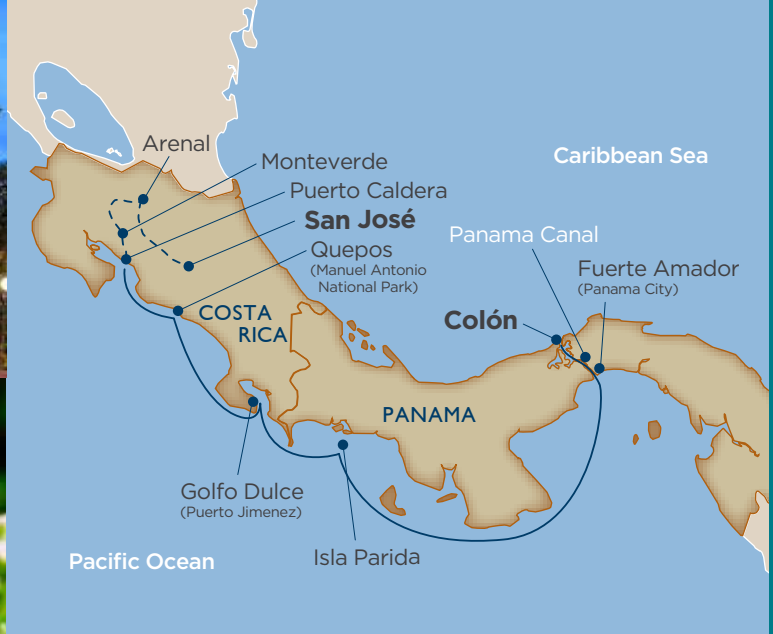 Arenal
Monteverde
Caribbean Sea
Puerto Caldera
San José
Panama Canal
Quepos
(Manuel Antonio
National Park)
Fuerte Amador
(Panama City)
COSTA
RICA
Colón
PANAMA
Golfo Dulce
(Puerto Jimenez)
Isla Parida
Pacific Ocean